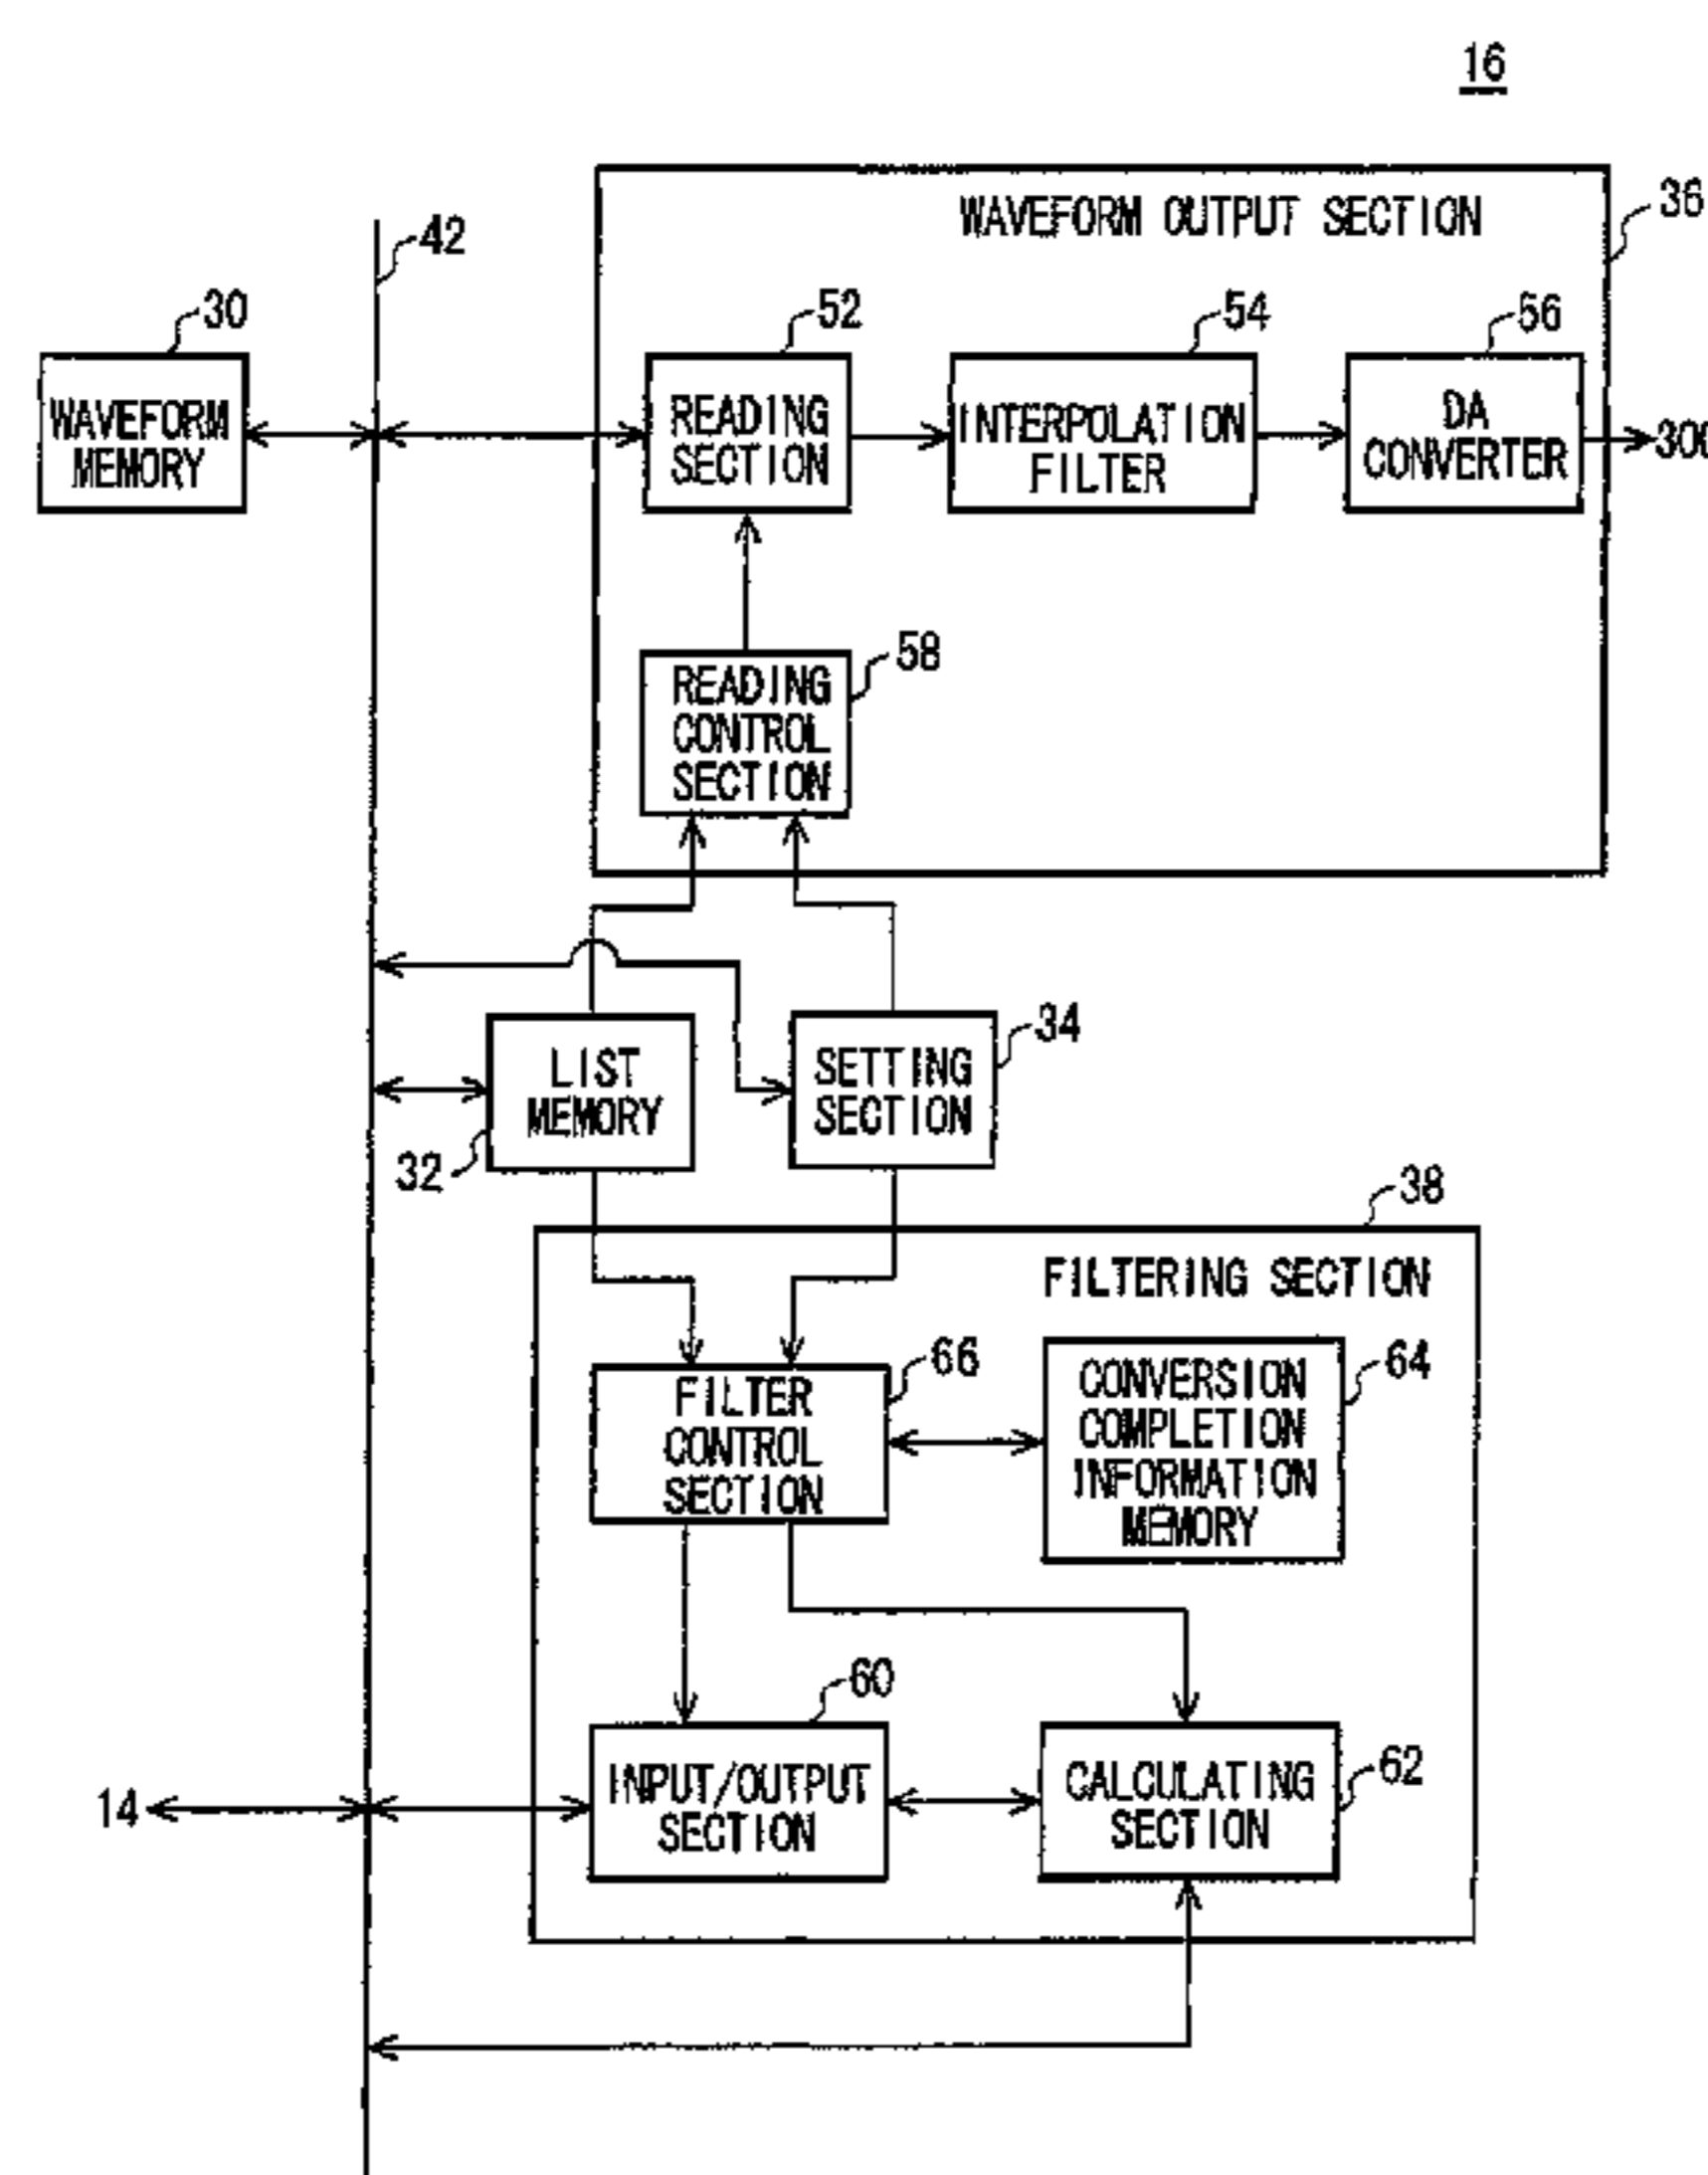 16
WAVEFORM OUTPUT SECTION
36
42
30
52
54
56
WAVEFORM
MEMORY
READING
SECTION
INTERPOLATION
FILTER
DA
CONVERTER
300
58
READING
CONTROL
SECTION
34
LIST
MEMORY
SETTING
SECTION
32
38
FILTERING SECTION
66
64
FILTER
CONTROL
SECTION
CONVERSION
COMPLETION
INFORMATION
MEMORY
60
62
14
INPUT/OUTPUT
SECTION
CALCULATING
SECTION